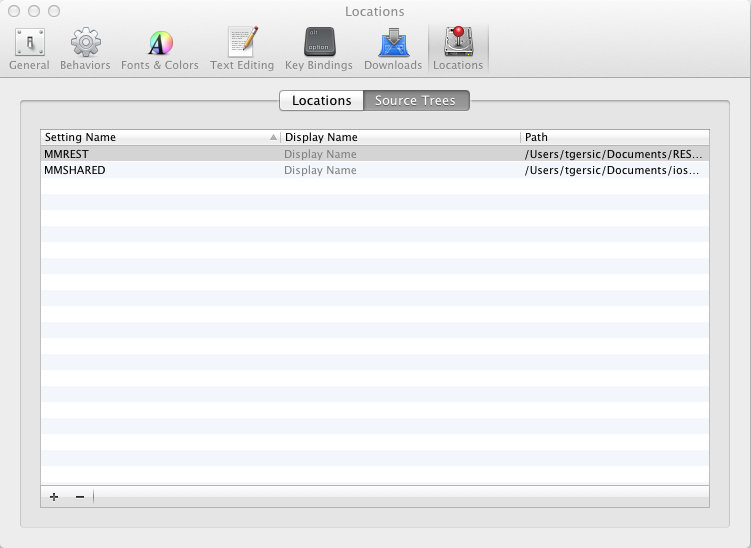 Locations
General Behaviors Fonts & Colors Text Editing Key Bindings Downloads Locations
off
option
Locations Source Trees
Setting Name Display Name Path
MMREST Display Name /Users/tgersic/Documents/RES...
MMSHARED Display Name /Users/tgersic/Documents/ios...